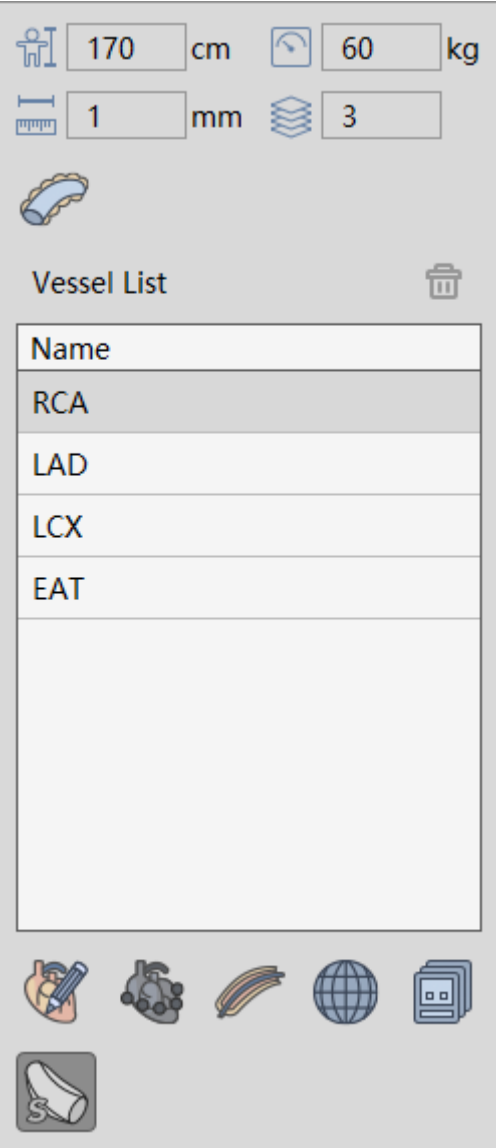 170 cm 60 kg
1 mm 3
Vessel List
Name
RCA
LAD
LCX
EAT
S